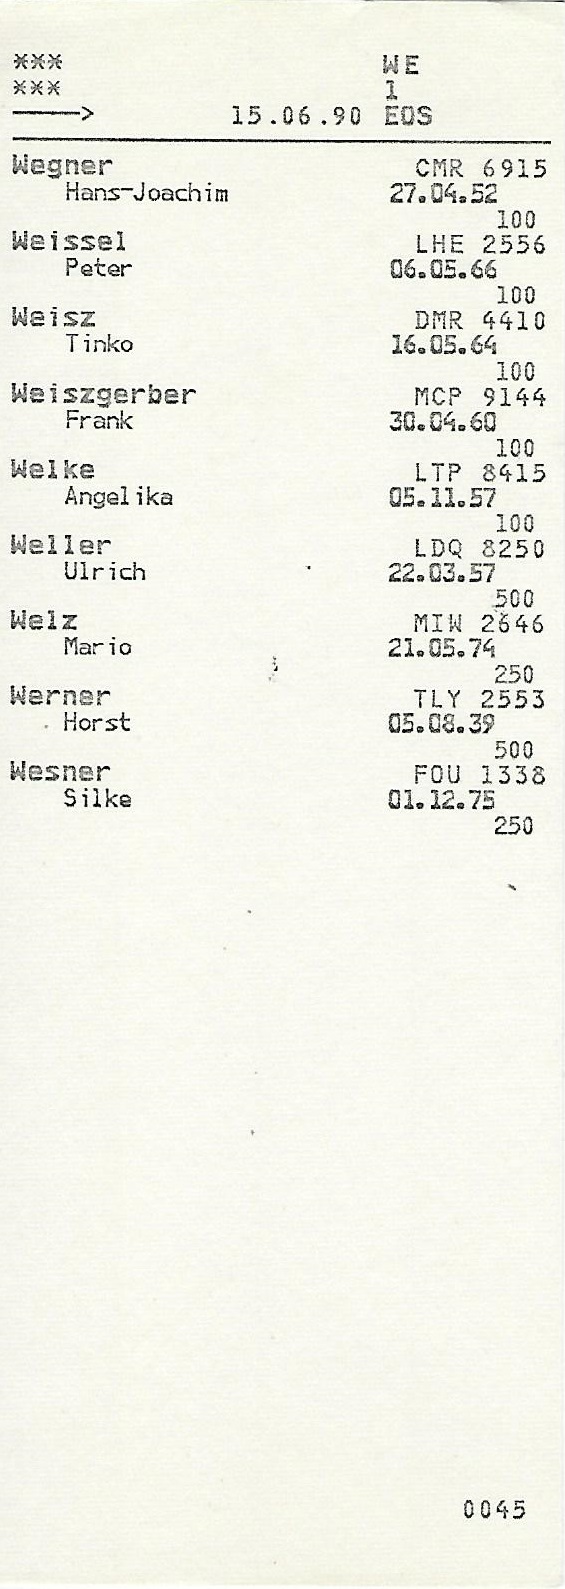 *** WE
*** 1
———> 15.06.90 EOS
Wegner CMR 6915
Hans-Joachim 27.04.52
100
Weissel LHE 2556
Peter 06.05.66
100
Weisz DMR 4410
Tinko 16.05.64
100
Weiszgerber MCP 9144
Frank 30.04.60
100
Welke LTP 8415
Angelika 05.11.57
100
Weller LDQ 8250
Ulrich 22.03.57
500
Welz MIW 2646
Mario 21.05.74
250
Werner TLY 2553
Horst 05.08.39
500
Wesner FOU 1338
Silke 01.12.75
250
0045